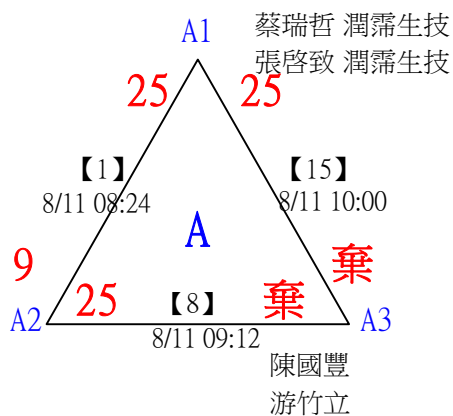 A1
蔡瑞哲 潤霈生技
張啓致 潤霈生技
25 25
【1】 【15】
8/11 08:24 8/11 10:00
A
9 棄
25 【8】 棄
A2 A3
8/11 09:12
陳國豐
游竹立